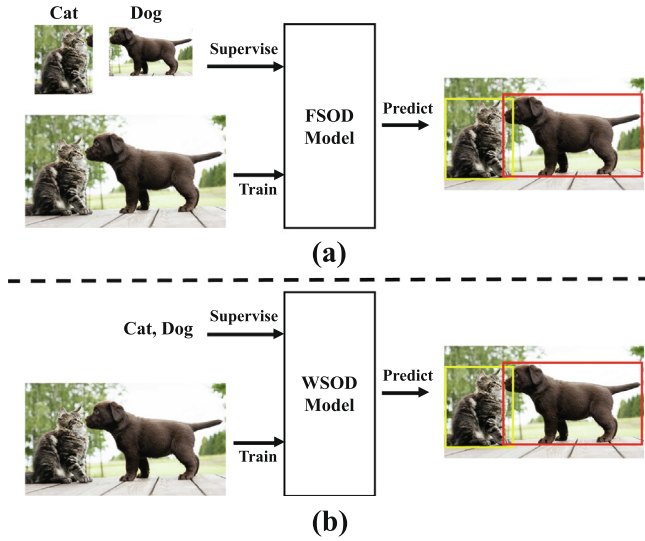 Cat Dog
Supervise
FSOD
Model
Predict
Train
(a)
Supervise
Cat, Dog
WSOD
Model
Predict
Train
(b)